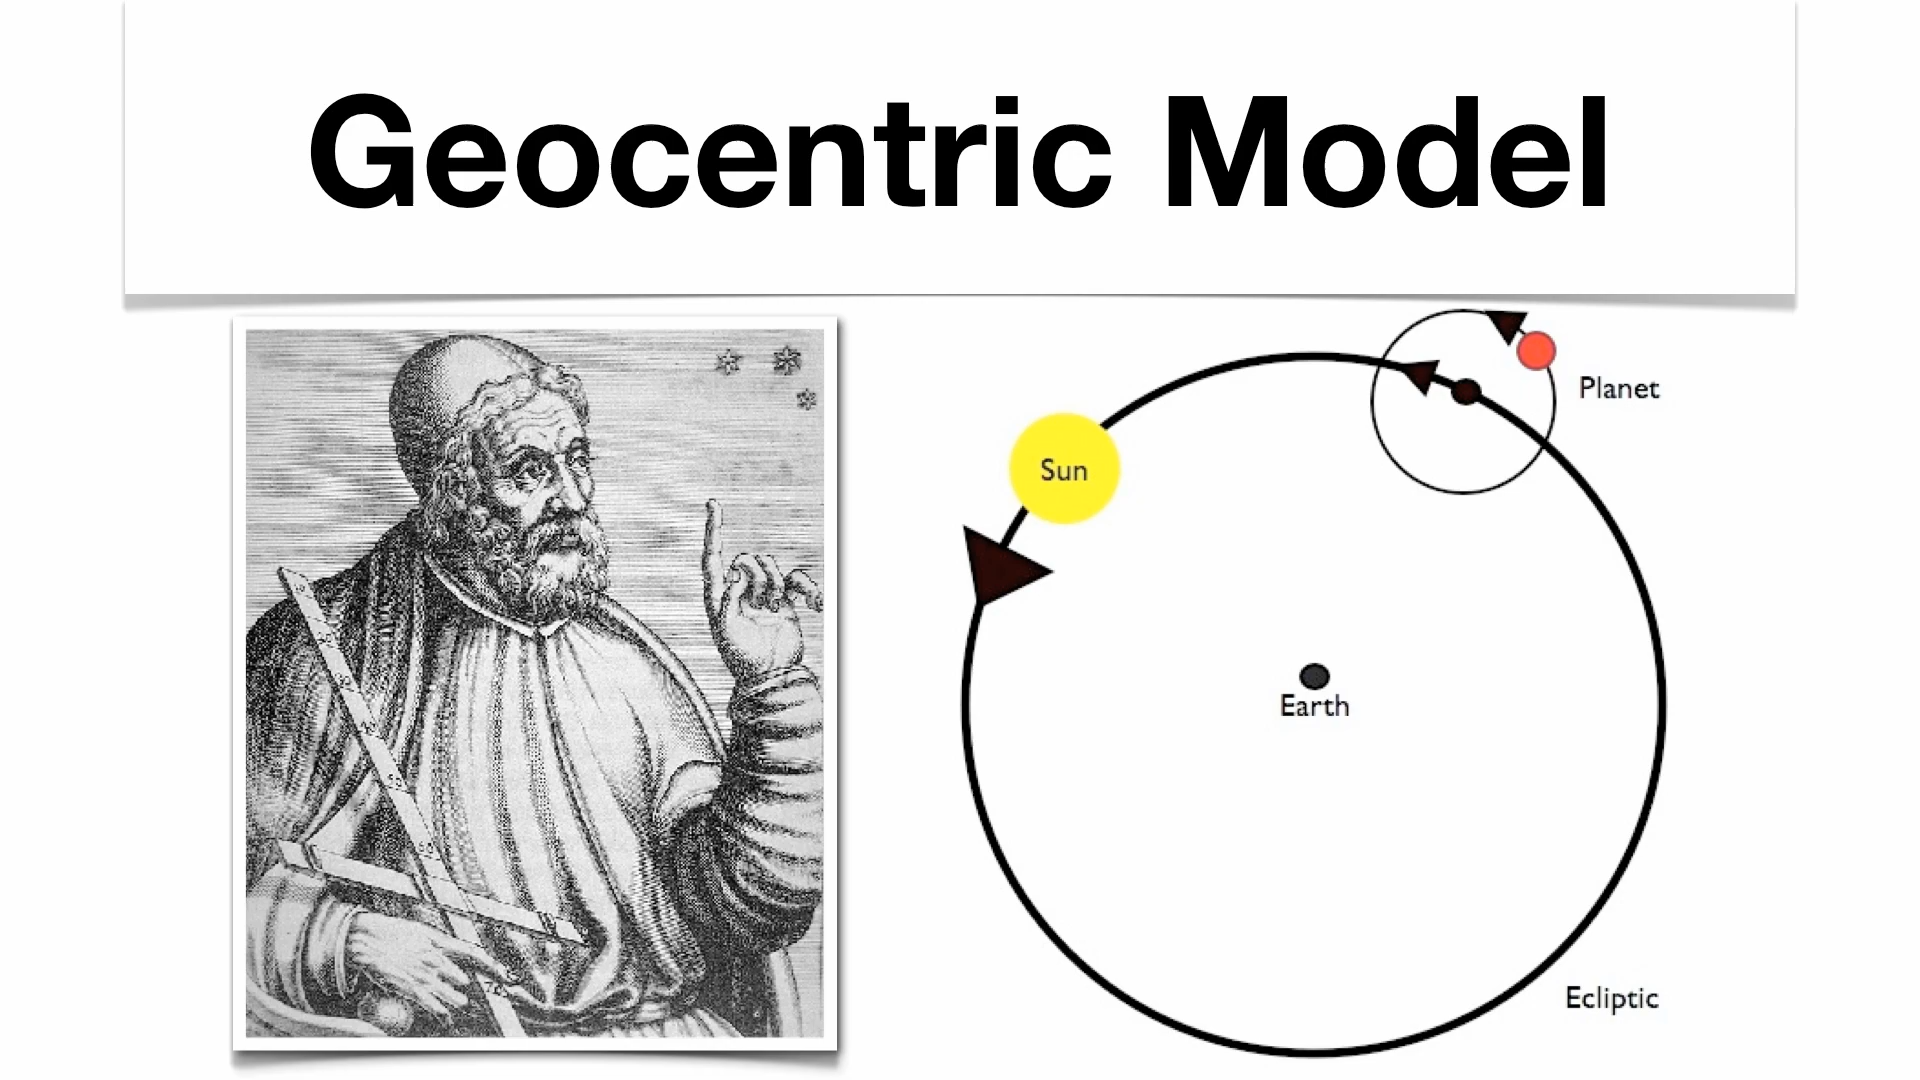 Geocentric Model
Planet
Sun
Earth
Ecliptic